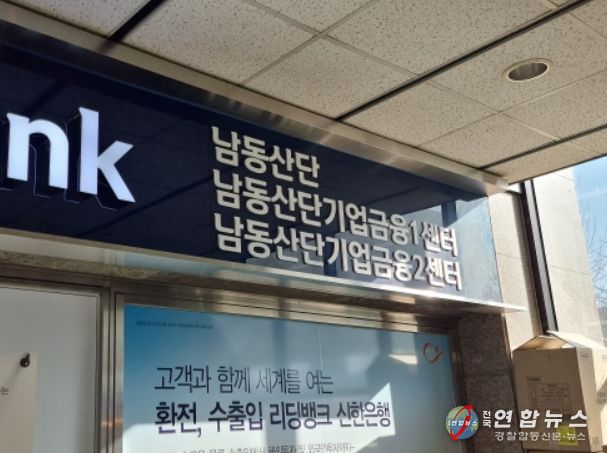 nk
남동산단
남동산단기업금융1센터
남동산단기업금융2센터
고객과 함께 세계를 여는
환전, 수출입 리딩뱅크 신한은행
전국연합뉴스
경찰합동신문·뉴스